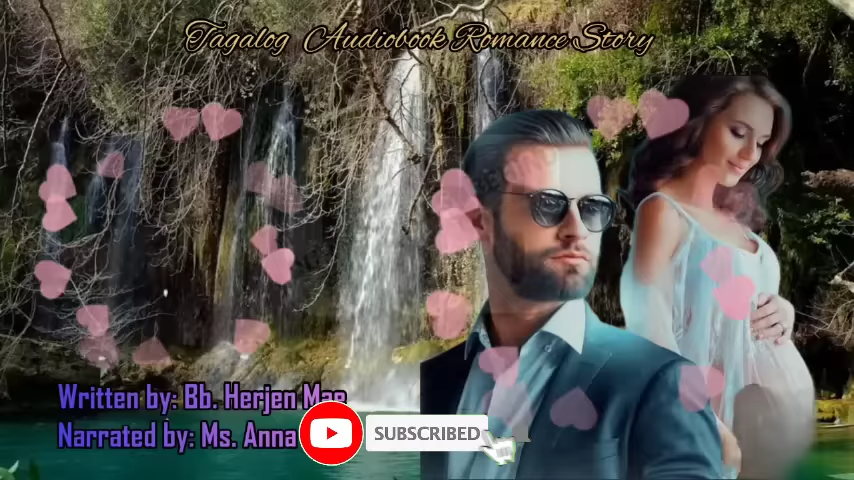 Tagalog Audiobook Romance Story
Written by: Bb. Herjen Mae
Narrated by: Ms. Anna
SUBSCRIBED